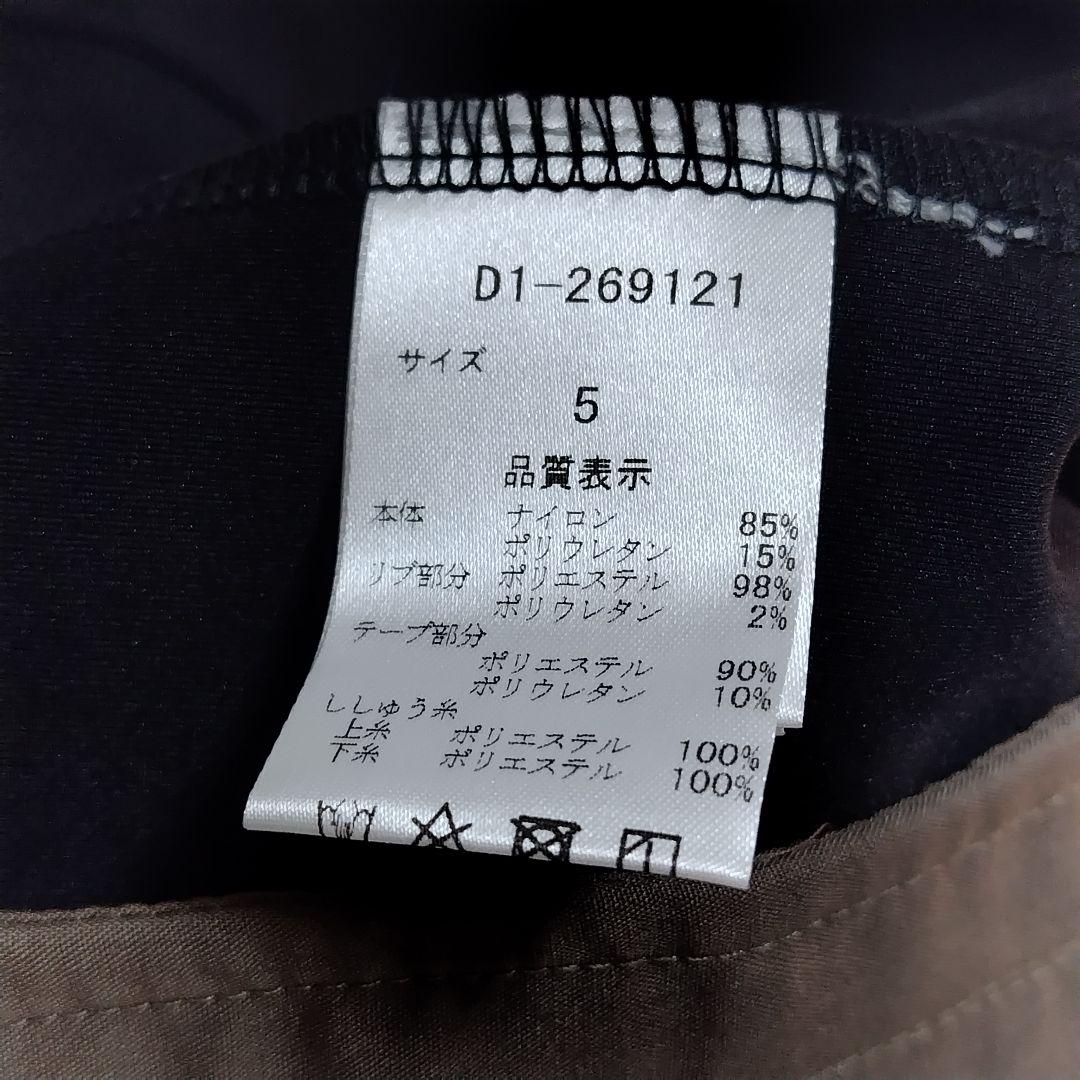 D1-269121
サイズ
5
品質表示
本体 ナイロン 85%
ポリウレタン 15%
リブ部分 ポリエステル 98%
ポリウレタン 2%
テープ部分
ポリエステル 90%
ポリウレタン 10%
ししゅう糸
上糸 ポリエステル 100%
下糸 ポリエステル 100%